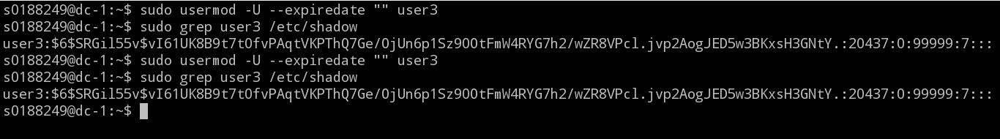 s0188249@dc-1:~$ sudo usermod -U --expiredate "" user3
s0188249@dc-1:~$ sudo grep user3 /etc/shadow
user3:$6$SRGil55v$vI61UK8B9t7tOfvPAqtVKPThQ7Ge/0jUn6p1Sz9OOtFmW4RYG7h2/wZR8VPcl.jvp2AogJED5w3BKxsH3GNtY.:20437:0:99999:7:::
s0188249@dc-1:~$ sudo usermod -U --expiredate "" user3
s0188249@dc-1:~$ sudo grep user3 /etc/shadow
user3:$6$SRGil55v$vI61UK8B9t7tOfvPAqtVKPThQ7Ge/0jUn6p1Sz9OOtFmW4RYG7h2/wZR8VPcl.jvp2AogJED5w3BKxsH3GNtY.:20437:0:99999:7:::
s0188249@dc-1:~$